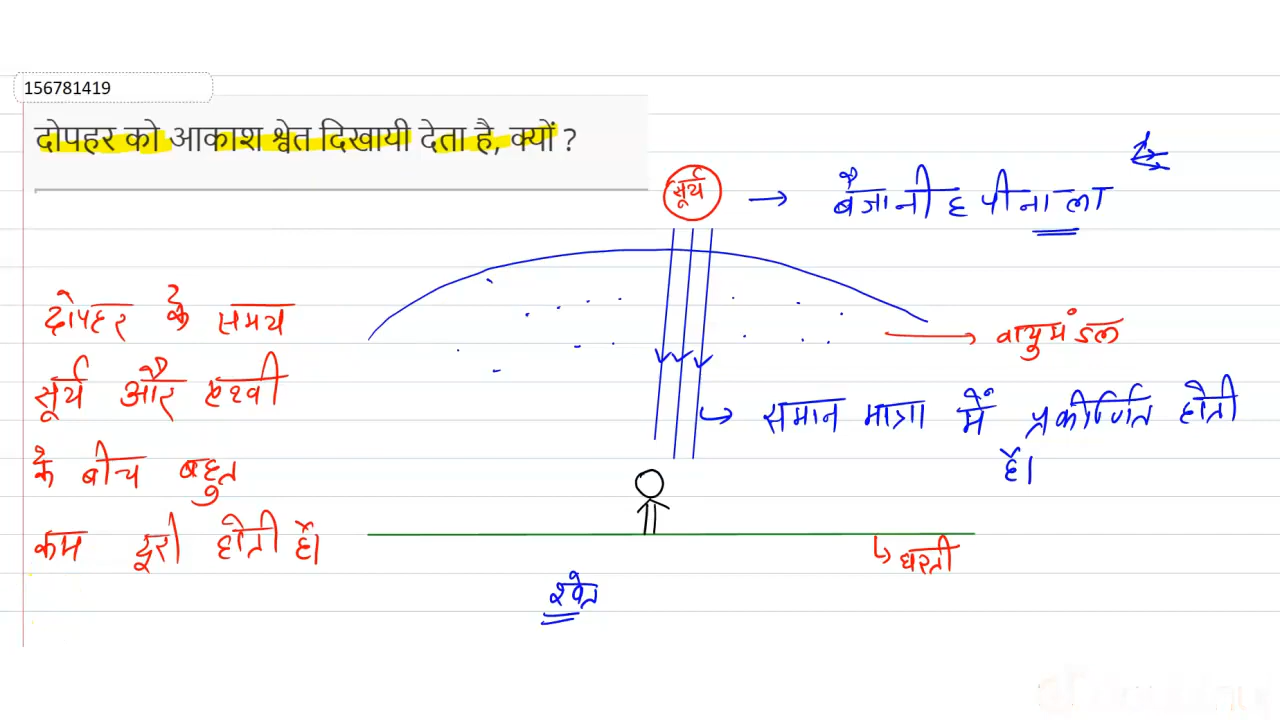 156781419
दोपहर को आकाश श्वेत दिखायी देता है, क्यों ?
सूर्य → बैजानी ह पीनाला
दोपहर के समय
वायुमंडल
सूर्य और पृथ्वी
समान मात्रा में प्रकीर्णित होती
है।
के बीच बहुत
कम दूरी होती है।
धरती
श्वेत